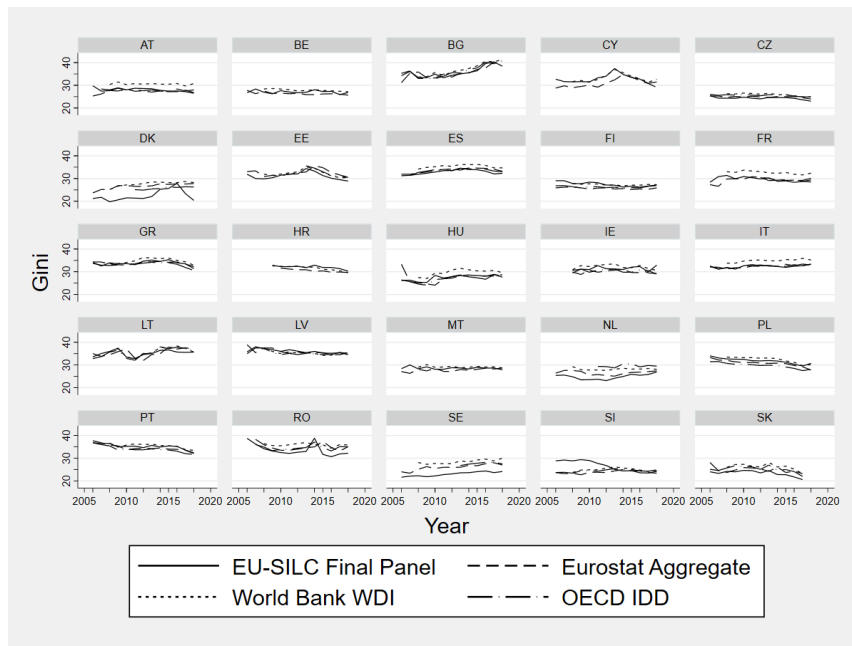 AT BE BG CY CZ
40
30
20
DK EE ES FI FR
40
30
20
GR HR HU IE IT
40
30
20
LT LV MT NL PL
40
30
20
PT RO SE SI SK
40
30
20
2005 2010 2015 2020 2005 2010 2015 2020 2005 2010 2015 2020 2005 2010 2015 2020 2005 2010 2015 2020
Gini
Year
EU-SILC Final Panel Eurostat Aggregate
World Bank WDI OECD IDD